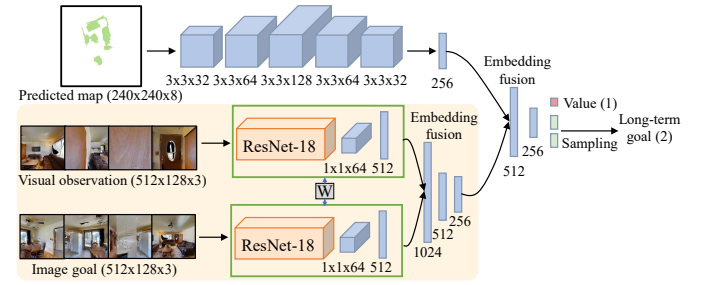 3x3x32 3x3x64 3x3x128 3x3x64 3x3x32
256
Predicted map (240x240x8)
Embedding
fusion
Value (1)
Sampling
Long-term
goal (2)
256
512
Visual observation (512x128x3)
ResNet-18
1x1x64 512
W
Embedding
fusion
256
512
1024
Image goal (512x128x3)
ResNet-18
1x1x64 512